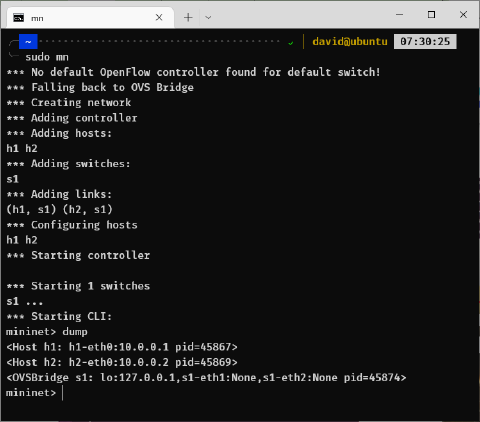 mn
~ david@ubuntu 07:30:25
sudo mn
*** No default OpenFlow controller found for default switch!
*** Falling back to OVS Bridge
*** Creating network
*** Adding controller
*** Adding hosts:
h1 h2
*** Adding switches:
s1
*** Adding links:
(h1, s1) (h2, s1)
*** Configuring hosts
h1 h2
*** Starting controller
*** Starting 1 switches
s1 ...
*** Starting CLI:
mininet> dump
<Host h1: h1-eth0:10.0.0.1 pid=45867>
<Host h2: h2-eth0:10.0.0.2 pid=45869>
<OVSBridge s1: lo:127.0.0.1,s1-eth1:None,s1-eth2:None pid=45874>
mininet>